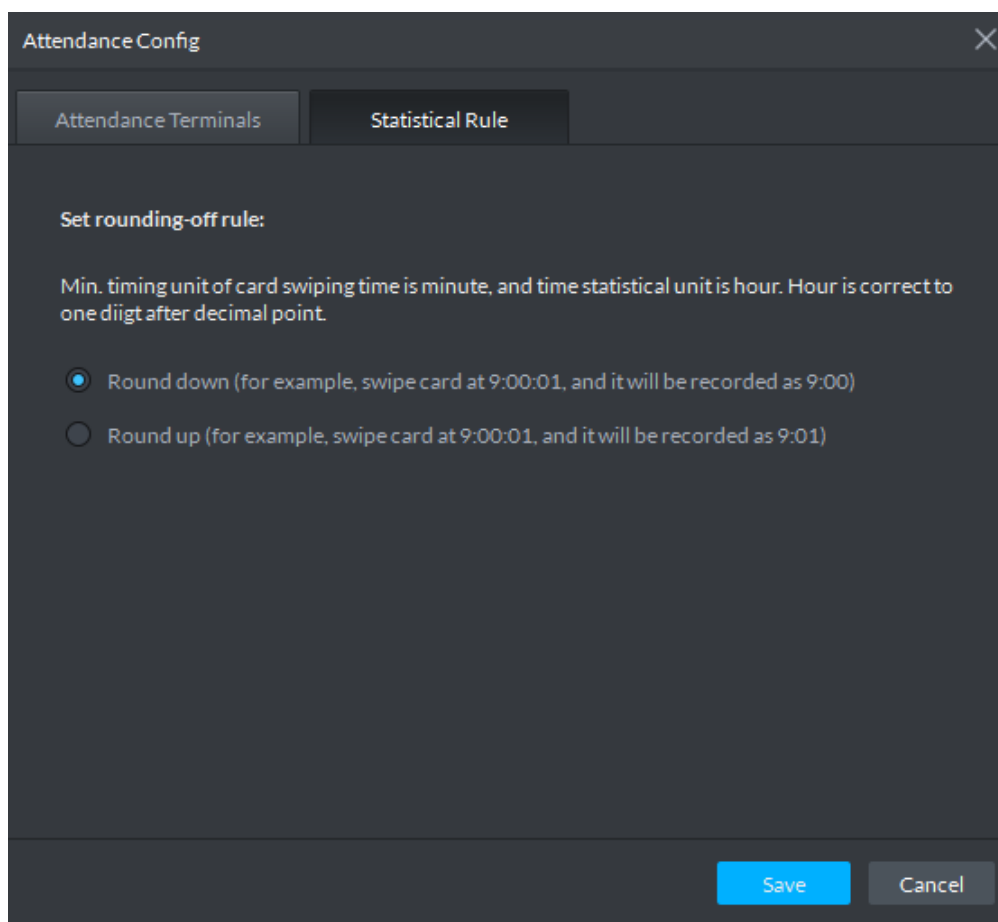 Attendance Config
Attendance Terminals
Statistical Rule
Set rounding-off rule:
Min. timing unit of card swiping time is minute, and time statistical unit is hour. Hour is correct to
one diigt after decimal point.
Round down (for example, swipe card at 9:00:01, and it will be recorded as 9:00)
Round up (for example, swipe card at 9:00:01, and it will be recorded as 9:01)
Save
Cancel